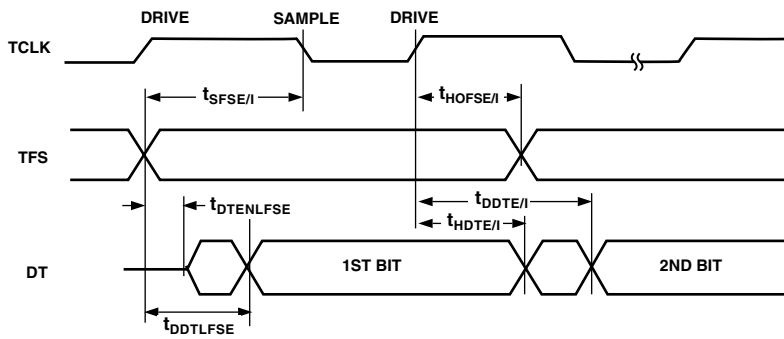 DRIVE SAMPLE DRIVE
TCLK
tSFSE/I tHOFSE/I
TFS
tDDTE/I
tDTENLFSE
tHDTE/I
DT 1ST BIT 2ND BIT
tDDTLFSE